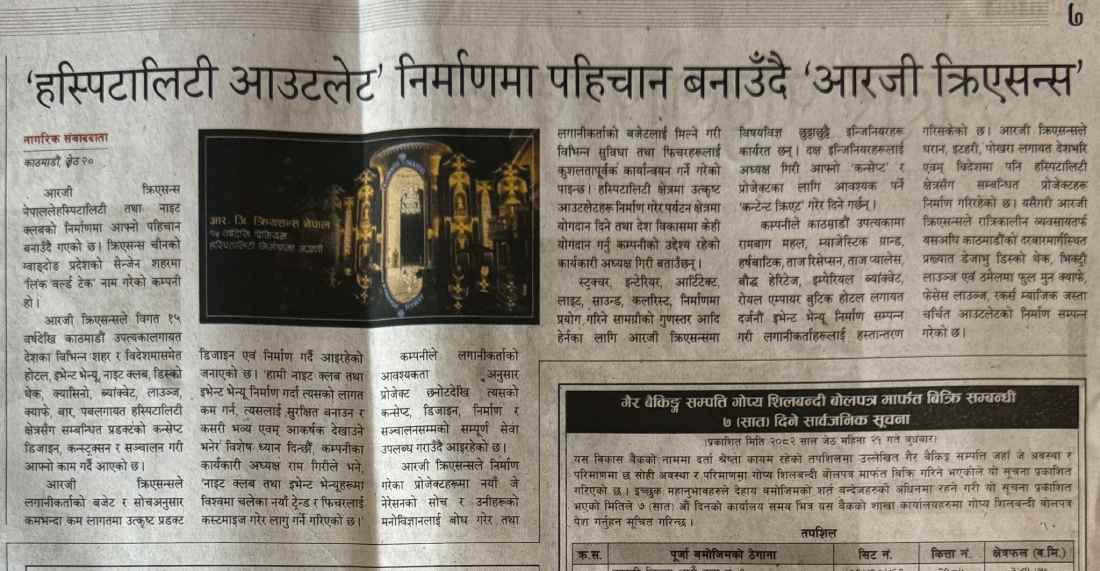 ७
'हस्पिटालिटी आउटलेट' निर्माणमा पहिचान बनाउँदै 'आरजी क्रिएसन्स'
नागरिक संवाददाता
काठमाडौं, जेठ २०
आरजी क्रिएसन्स
नेपाललेहस्पिटालिटी तथा नाइट
क्लबको निर्माणमा आफ्नो पहिचान
बनाउँदै गएको छ। क्रिएसन्स चीनको
ग्वाङदोङ प्रदेशको सेन्जेन शहरमा
'लिंक वर्ल्ड टेक' नाम गरेको कम्पनी
हो।
आरजी क्रिएसन्सले विगत १५
वर्षदेखि काठमाडौं उपत्यकालगायत
देशका विभिन्न शहर र विदेशमासमेत
होटल, इभेन्ट भेन्यू, नाइट क्लब, डिस्को
थेक, क्यासिनो, ब्यांक्वेट, लाउञ्ज,
क्याफे, बार, पबलगायत हस्पिटालिटी
क्षेत्रसँग सम्बन्धित प्रडक्टको कन्सेप्ट
डिजाइन, कन्स्ट्रक्सन र सञ्चालन गरी
आफ्नो काम गर्दै आएको छ।
आरजी क्रिएसन्सले
लगानीकर्ताको बजेट र सोचअनुसार
कमभन्दा कम लागतमा उत्कृष्ट प्रडक्ट
आर. जि. क्रियशन्स नेपाल
१५ वर्षदेखि प्रिमियम
हस्पिटालिटी निर्माणमा अग्रणी
डिजाइन एवं निर्माण गर्दै आइरहेको
जनाएको छ। 'हामी नाइट क्लब तथा
इभेन्ट भेन्यू निर्माण गर्दा त्यसको लागत
कम गर्न, त्यसलाई सुरक्षित बनाउन र
कसरी भव्य एवम् आकर्षक देखाउने
भनेर विशेष ध्यान दिन्छौं', कम्पनीका
कार्यकारी अध्यक्ष राम गिरीले भने,
'नाइट क्लब तथा इभेन्ट भेन्यूहरूमा
विश्वमा चलेका नयाँ ट्रेन्ड र फिचरलाई
कस्टमाइज गरेर लागु गर्ने गरिएको छ।'
कम्पनीले लगानीकर्ताको
आवश्यकता अनुसार
प्रोजेक्ट छनोटदेखि त्यसको
कन्सेप्ट, डिजाइन, निर्माण र
सञ्चालनसम्मको सम्पूर्ण सेवा
उपलब्ध गराउँदै आइरहेको छ।
आरजी क्रिएसन्सले निर्माण
गरेका प्रोजेक्टहरूमा नयाँ जे
नेरेसनको सोच र उनीहरूको
मनोविज्ञानलाई बोध गरेर तथा
लगानीकर्ताको बजेटलाई मिल्ने गरी
विभिन्न सुविधा तथा फिचरहरूलाई
कुशलतापूर्वक कार्यान्वयन गर्ने गरेको
पाइन्छ। हस्पिटालिटी क्षेत्रमा उत्कृष्ट
आउटलेटहरू निर्माण गरेर पर्यटन क्षेत्रमा
योगदान दिने तथा देश विकासमा केही
योगदान गर्नु कम्पनीको उद्देश्य रहेको
कार्यकारी अध्यक्ष गिरी बताउँछन्।
स्ट्रक्चर, इन्टेरियर, आर्टिटेक्ट,
लाइट, साउन्ड, कलरिस्ट, निर्माणमा
प्रयोग गरिने सामग्रीको गुणस्तर आदि
हेर्नका लागि आरजी क्रिएसन्समा
विषयविज्ञ छुट्टाछुट्टै इन्जिनियरहरू
कार्यरत छन्। दक्ष इन्जिनियरहरूलाई
अध्यक्ष गिरी आफ्नो 'कन्सेप्ट' र
प्रोजेक्टका लागि आवश्यक पर्ने
'कन्टेन्ट क्रिएट' गरेर दिने गर्छन्।
कम्पनीले काठमाडौं उपत्यकामा
रामबाग महल, म्याजेस्टिक ग्रान्ड,
हर्षबाटिक, ताज रिसेप्सन, ताज प्यालेस,
बौद्ध हेरिटेज, इम्पेरियल ब्यांक्वेट,
रोयल एम्पायर बुटिक होटल लगायत
दर्जनौं इभेन्ट भेन्यू निर्माण सम्पन्न
गरी लगानीकर्ताहरूलाई हस्तान्तरण
गरिसकेको छ। आरजी क्रिएसन्सले
धरान, इटहरी, पोखरा लगायत देशभरि
एवम् विदेशमा पनि हस्पिटालिटी
क्षेत्रसँग सम्बन्धित प्रोजेक्टहरू
निर्माण गरिरहेको छ। यसैगरी आरजी
क्रिएसन्सले रात्रिकालीन व्यवसायतर्फ
यसअघि काठमाडौंको दरबारमार्गस्थित
प्रख्यात डेजाभु डिस्को थेक, भिक्ट्री
लाउञ्ज एवं ठमेलमा फुल मुन क्याफे,
फेसेस लाउञ्ज, रकर्स म्याजिक जस्ता
चर्चित आउटलेटको निर्माण सम्पन्न
गरेको छ।
गैर बैंकिङ्ग सम्पत्ति गोप्य शिलबन्दी बोलपत्र मार्फत बिक्रि सम्बन्धी
७ (सात) दिने सार्वजनिक सूचना
(प्रकाशित मिति २०८२ साल जेठ महिना २१ गते बुधबार)
यस बिकास बैंकको नाममा दर्ता श्रेष्ता कायम रहेको तपशिलमा उल्लेखित गैर बैंकिङ्ग सम्पत्ति जहाँ जे अवस्था र
परिमाणमा छ सोही अवस्था र परिमाणमा गोप्य शिलबन्दी बोलपत्र मार्फत बिक्रि गरिने भएकोले यो सूचना प्रकाशित
गरिएको छ। इच्छुक महानुभावहरुले देहाय बमोजिमको शर्त बन्देजहरुको अधिनमा रहने गरी यो सूचना प्रकाशित
भएको मितिले ७ (सात) औं दिनको कार्यालय समय भित्र यस बैंकको शाखा कार्यालयहरुमा गोप्य शिलबन्दी बोलपत्र
पेश गर्नुहुन सूचित गरिन्छ।
तपशिल
क्र.स. पूर्जा बमोजिमको ठेगाना सिट नं. कित्ता नं. क्षेत्रफल (ब.मि.)